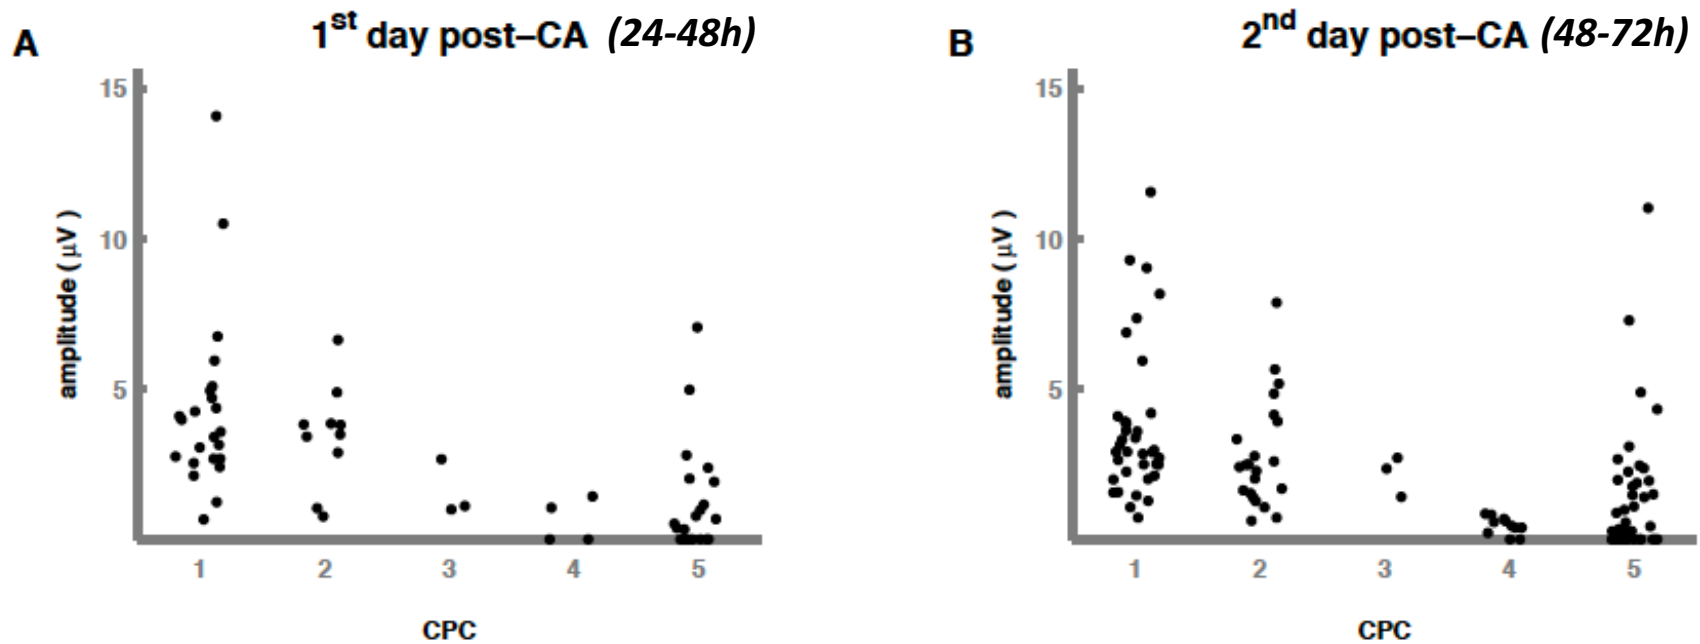 A
1st day post–CA (24-48h)
15
10
5
amplitude ( μV )
1 2 3 4 5
CPC
B
2nd day post–CA (48-72h)
15
10
5
amplitude ( μV )
1 2 3 4 5
CPC